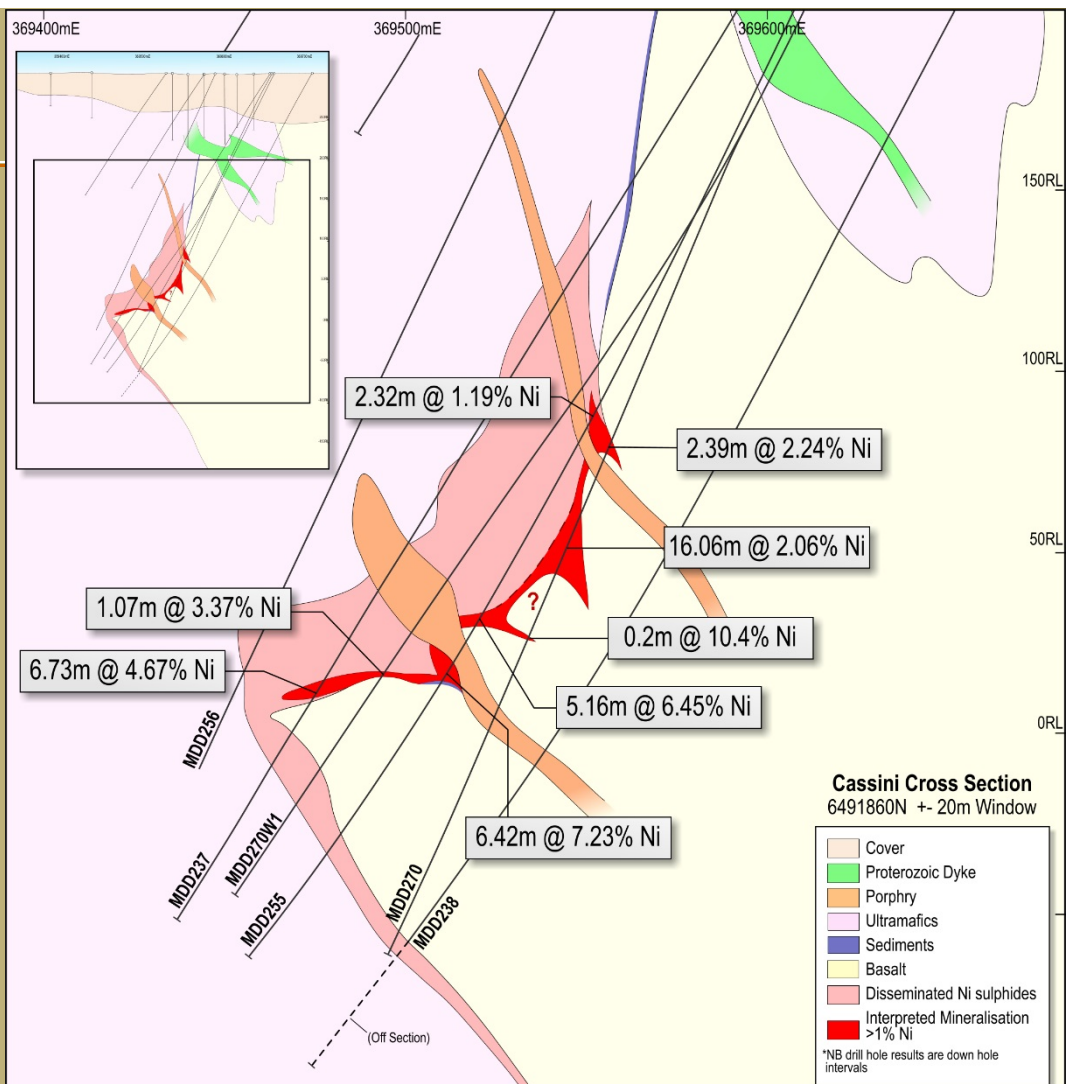 369400mE
369500mE
369600mE
150RL
100RL
2.32m @ 1.19% Ni
2.39m @ 2.24% Ni
50RL
16.06m @ 2.06% Ni
?
1.07m @ 3.37% Ni
0.2m @ 10.4% Ni
6.73m @ 4.67% Ni
5.16m @ 6.45% Ni
0RL
MDD256
6.42m @ 7.23% Ni
MDD237
MDD270W1
MDD255
MDD270
MDD238
(Off Section)
Cassini Cross Section
6491860N +- 20m Window
Cover
Proterozoic Dyke
Porphry
Ultramafics
Sediments
Basalt
Disseminated Ni sulphides
Interpreted Mineralisation
>1% Ni
*NB drill hole results are down hole
intervals